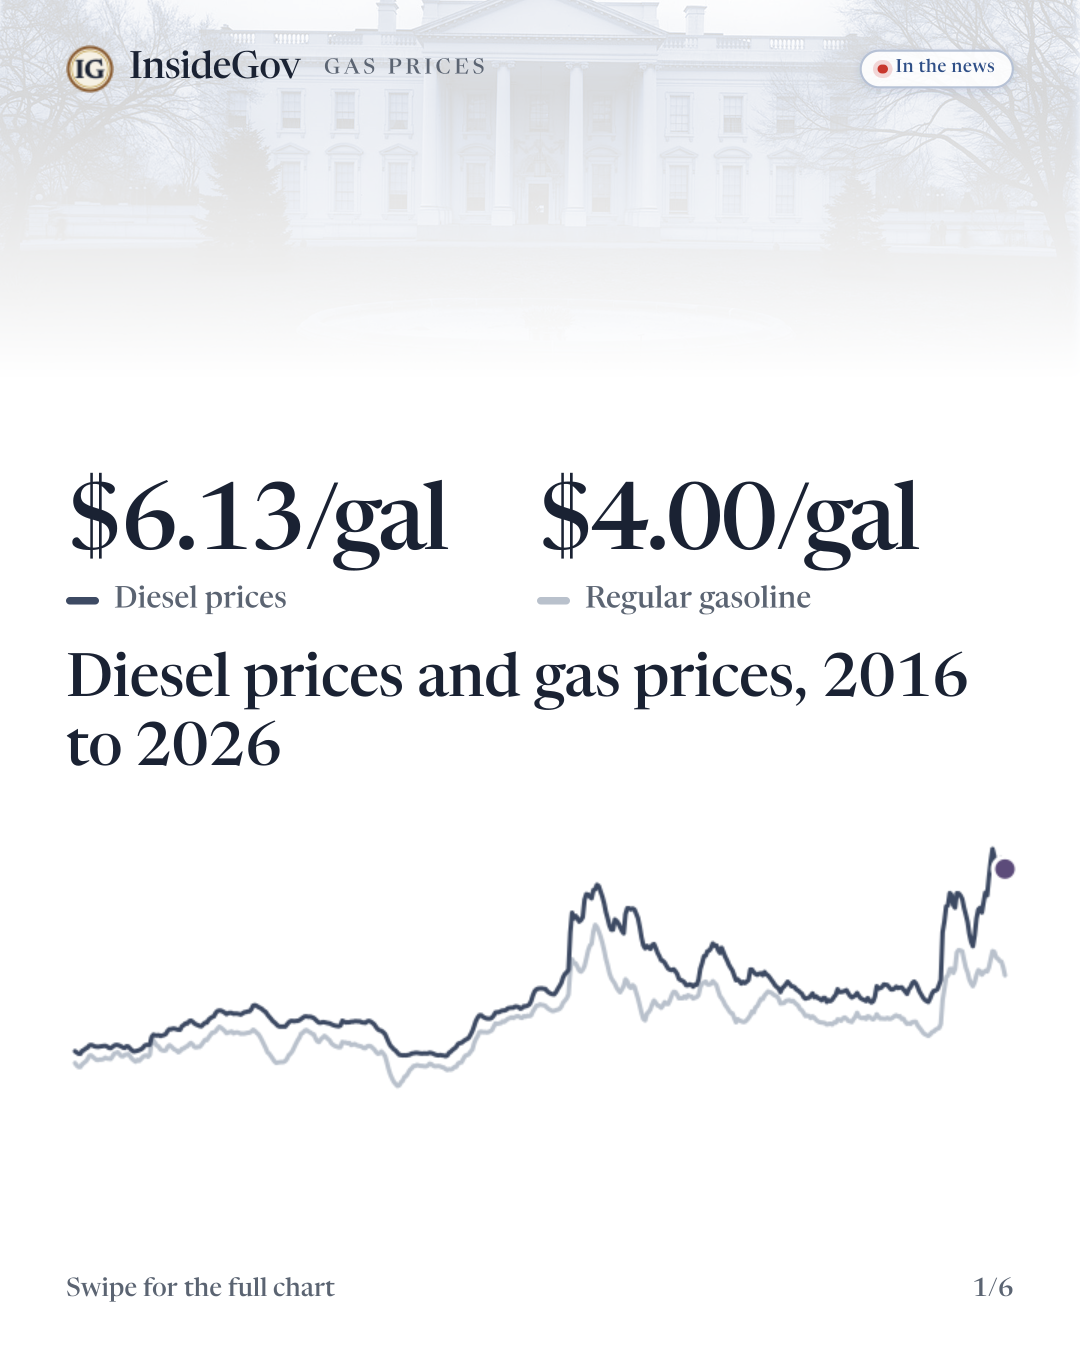 IG InsideGov GAS PRICES
In the news
$6.13/gal $4.00/gal
Diesel prices Regular gasoline
Diesel prices and gas prices, 2016
to 2026
Swipe for the full chart 1/6